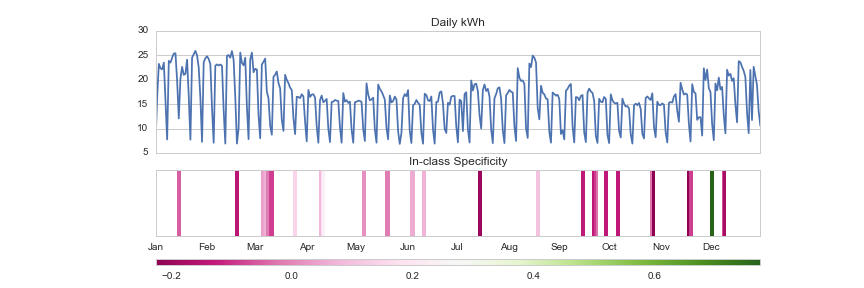 Daily kWh
30
25
20
15
10
5
In-class Specificity
Jan Feb Mar Apr May Jun Jul Aug Sep Oct Nov Dec
−0.2 0.0 0.2 0.4 0.6